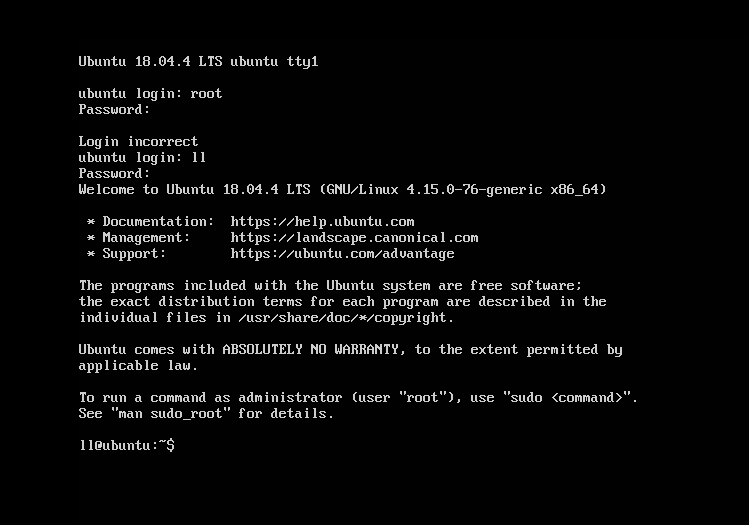 Ubuntu 18.04.4 LTS ubuntu tty1
ubuntu login: root
Password:
Login incorrect
ubuntu login: ll
Password:
Welcome to Ubuntu 18.04.4 LTS (GNU/Linux 4.15.0-76-generic x86_64)
* Documentation:  https://help.ubuntu.com
* Management:     https://landscape.canonical.com
* Support:        https://ubuntu.com/advantage
The programs included with the Ubuntu system are free software;
the exact distribution terms for each program are described in the
individual files in /usr/share/doc/*/copyright.
Ubuntu comes with ABSOLUTELY NO WARRANTY, to the extent permitted by
applicable law.
To run a command as administrator (user "root"), use "sudo <command>".
See "man sudo_root" for details.
ll@ubuntu:~$